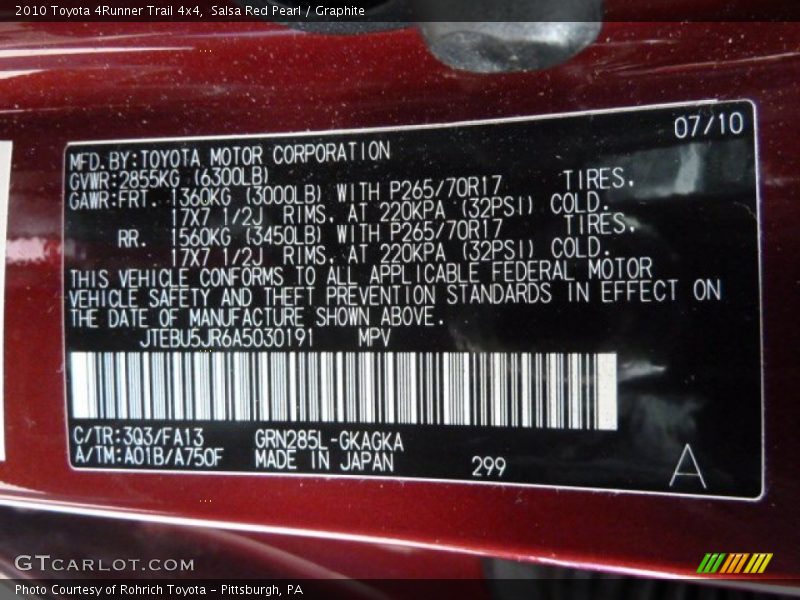 2010 Toyota 4Runner Trail 4x4,  Salsa Red Pearl / Graphite
07/10
MFD. BY:TOYOTA MOTOR CORPORATION
GVWR:2855KG (6300LB)
GAWR:FRT. 1360KG (3000LB) WITH P265/70R17 TIRES.
17X7 1/2J RIMS, AT 220KPA (32PSI) COLD.
RR. 1560KG (3450LB) WITH P265/70R17 TIRES.
17X7 1/2J RIMS, AT 220KPA (32PSI) COLD.
THIS VEHICLE CONFORMS TO ALL APPLICABLE FEDERAL MOTOR
VEHICLE SAFETY AND THEFT PREVENTION STANDARDS IN EFFECT ON
THE DATE OF MANUFACTURE SHOWN ABOVE.
JTEBU5JR6A5030191 MPV
C/TR:3Q3/FA13 GRN285L-GKAGKA
A/TM:A01B/A750F MADE IN JAPAN 299 A
GTCARLOT.COM
Photo Courtesy of Rohrich Toyota - Pittsburgh, PA